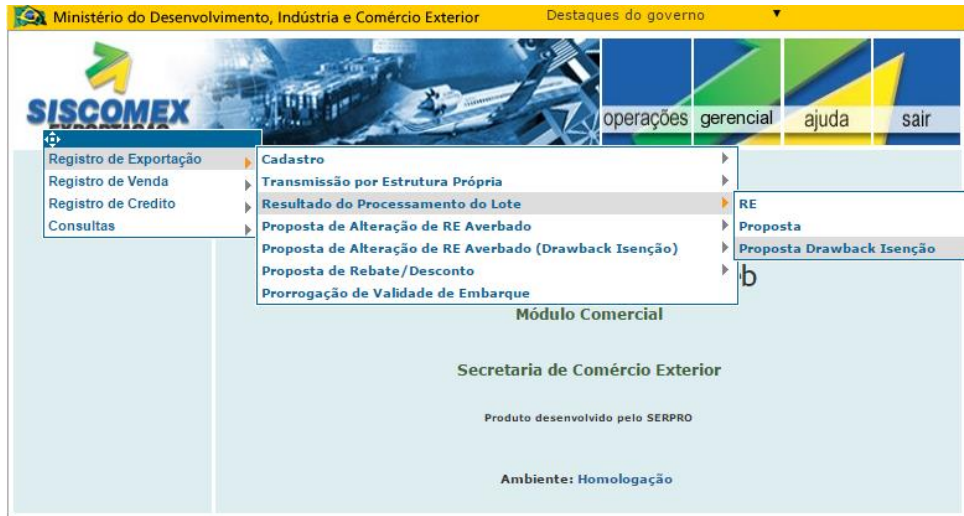 Ministério do Desenvolvimento, Indústria e Comércio Exterior
Destaques do governo
SISCOMEX
EXPORTAÇÃO
operações
gerencial
ajuda
sair
Registro de Exportação
Registro de Venda
Registro de Credito
Consultas
Cadastro
Transmissão por Estrutura Própria
Resultado do Processamento do Lote
Proposta de Alteração de RE Averbado
Proposta de Alteração de RE Averbado (Drawback Isenção)
Proposta de Rebate/Desconto
Prorrogação de Validade de Embarque
RE
Proposta
Proposta Drawback Isenção
Módulo Comercial
Secretaria de Comércio Exterior
Produto desenvolvido pelo SERPRO
Ambiente: Homologação